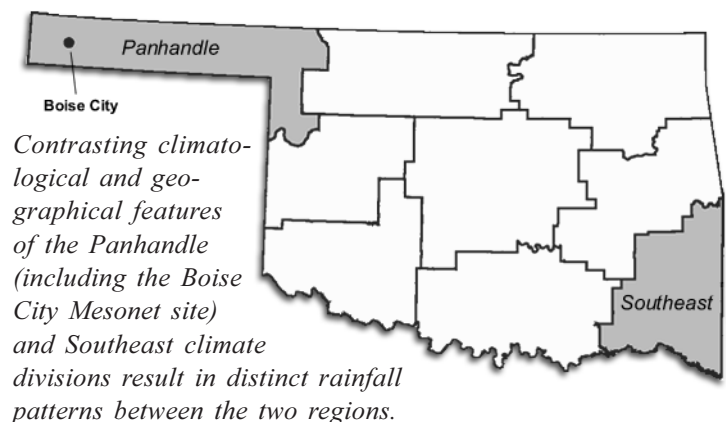 Panhandle
Boise City
Contrasting climato-
logical and geo-
graphical features
of the Panhandle
(including the Boise
City Mesonet site)
and Southeast climate
divisions result in distinct rainfall
patterns between the two regions.
Southeast